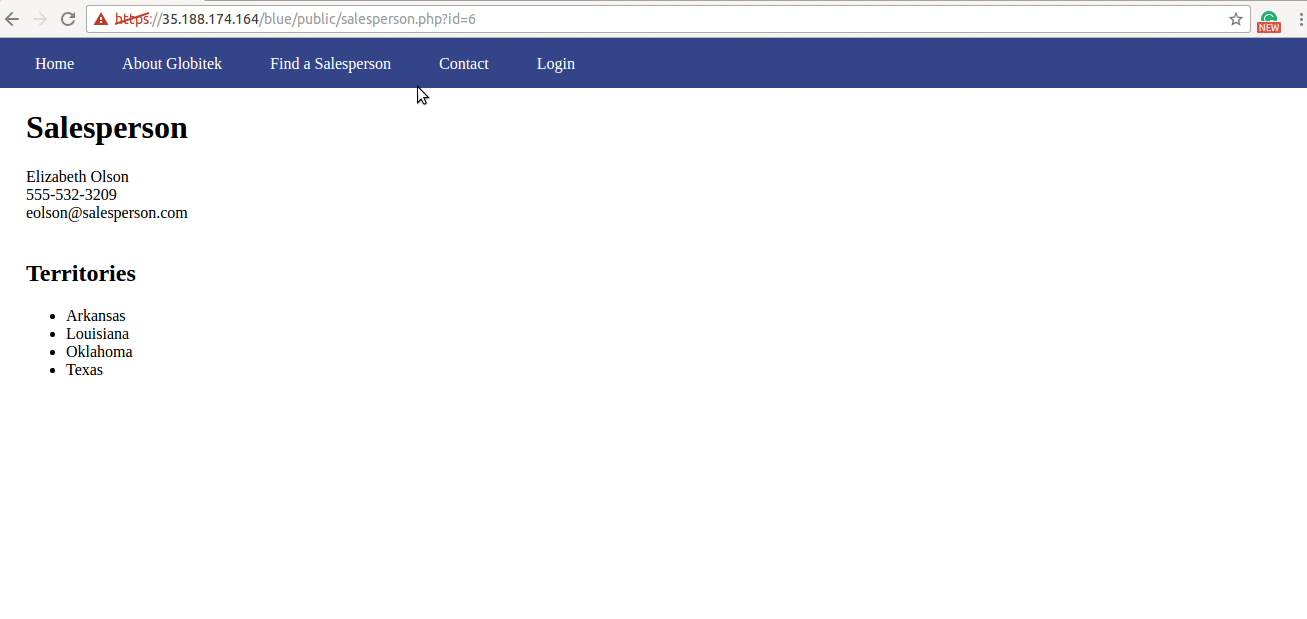 https://35.188.174.164/blue/public/salesperson.php?id=6
NEW
Home About Globitek Find a Salesperson Contact Login
Salesperson
Elizabeth Olson
555-532-3209
eolson@salesperson.com
Territories
Arkansas
Louisiana
Oklahoma
Texas